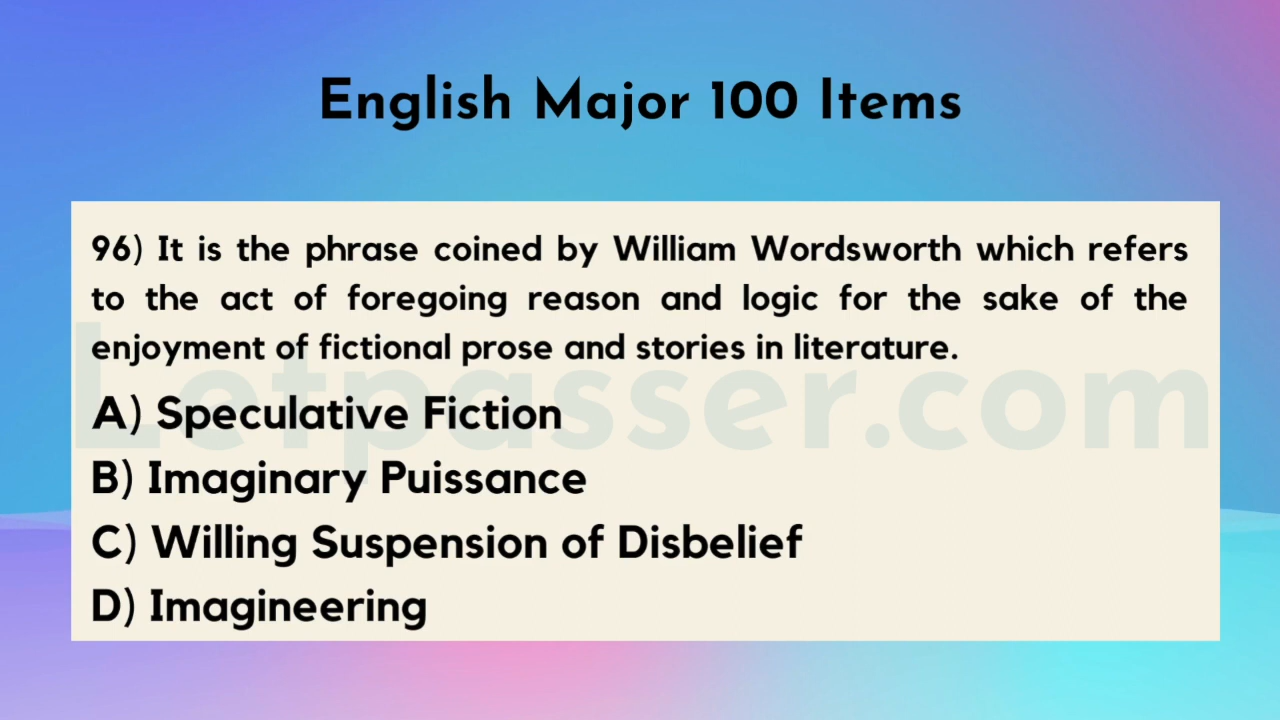 English Major 100 Items
96) It is the phrase coined by William Wordsworth which refers
to the act of foregoing reason and logic for the sake of the
enjoyment of fictional prose and stories in literature.
Letpasser.com
A) Speculative Fiction
B) Imaginary Puissance
C) Willing Suspension of Disbelief
D) Imagineering